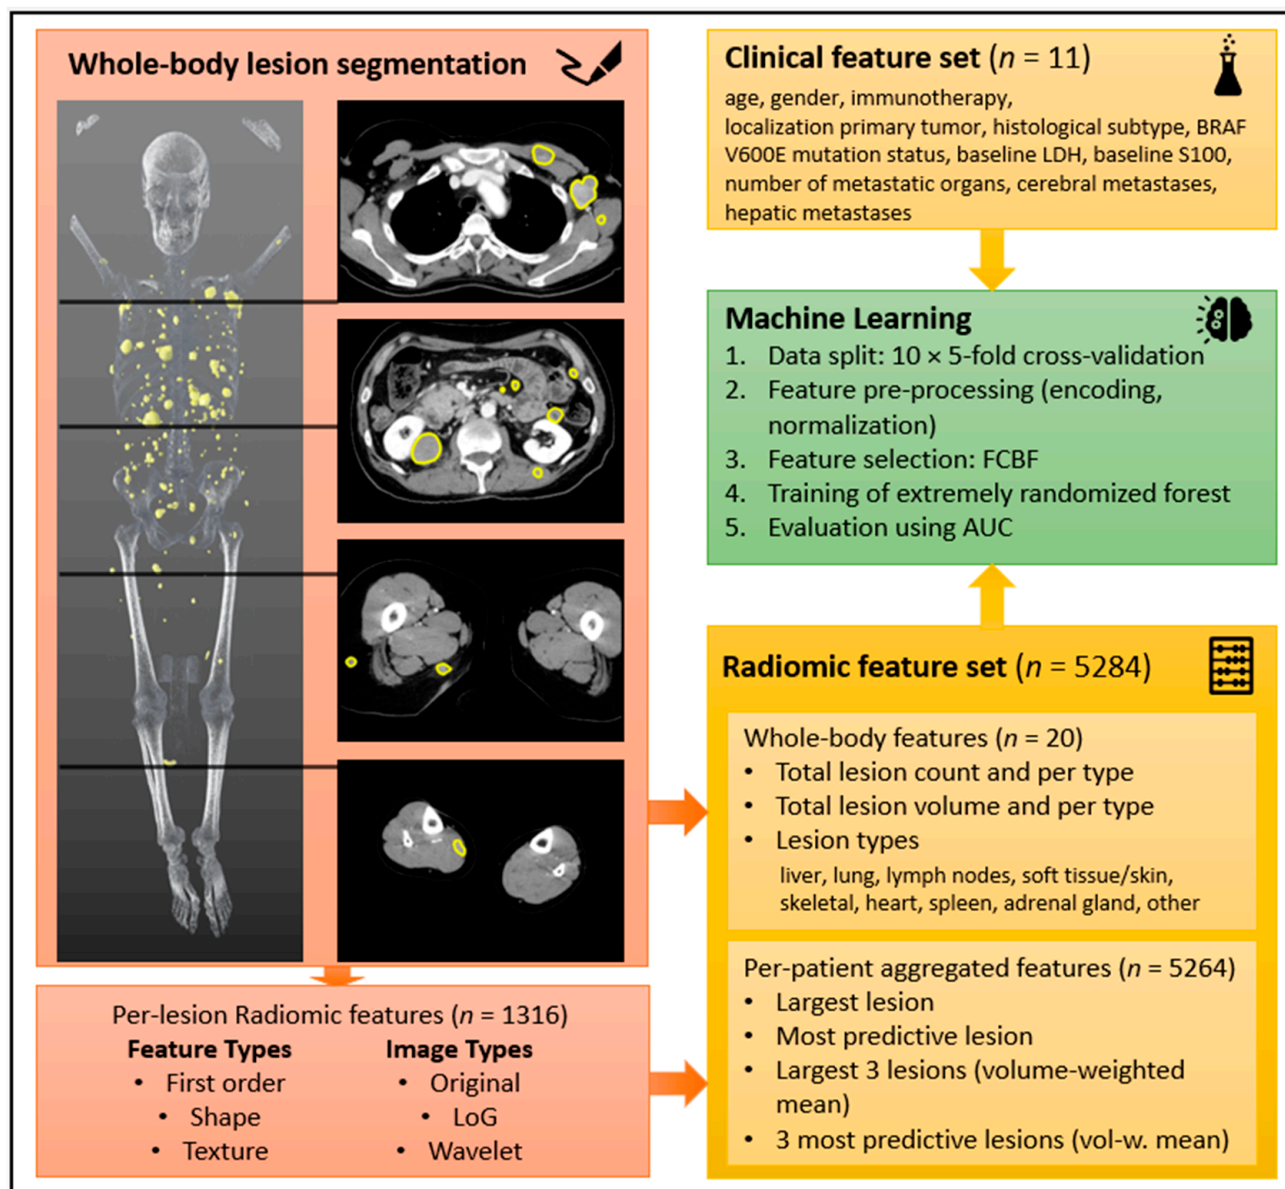 Whole-body lesion segmentation
Per-lesion Radiomic features (n = 1316)
Feature Types
• First order
• Shape
• Texture
Image Types
• Original
• LoG
• Wavelet
Clinical feature set (n = 11)
age, gender, immunotherapy,
localization primary tumor, histological subtype, BRAF
V600E mutation status, baseline LDH, baseline S100,
number of metastatic organs, cerebral metastases,
hepatic metastases
Machine Learning
1. Data split: 10 × 5-fold cross-validation
2. Feature pre-processing (encoding,
normalization)
3. Feature selection: FCBF
4. Training of extremely randomized forest
5. Evaluation using AUC
Radiomic feature set (n = 5284)
Whole-body features (n = 20)
• Total lesion count and per type
• Total lesion volume and per type
• Lesion types
liver, lung, lymph nodes, soft tissue/skin,
skeletal, heart, spleen, adrenal gland, other
Per-patient aggregated features (n = 5264)
• Largest lesion
• Most predictive lesion
• Largest 3 lesions (volume-weighted
mean)
• 3 most predictive lesions (vol-w. mean)